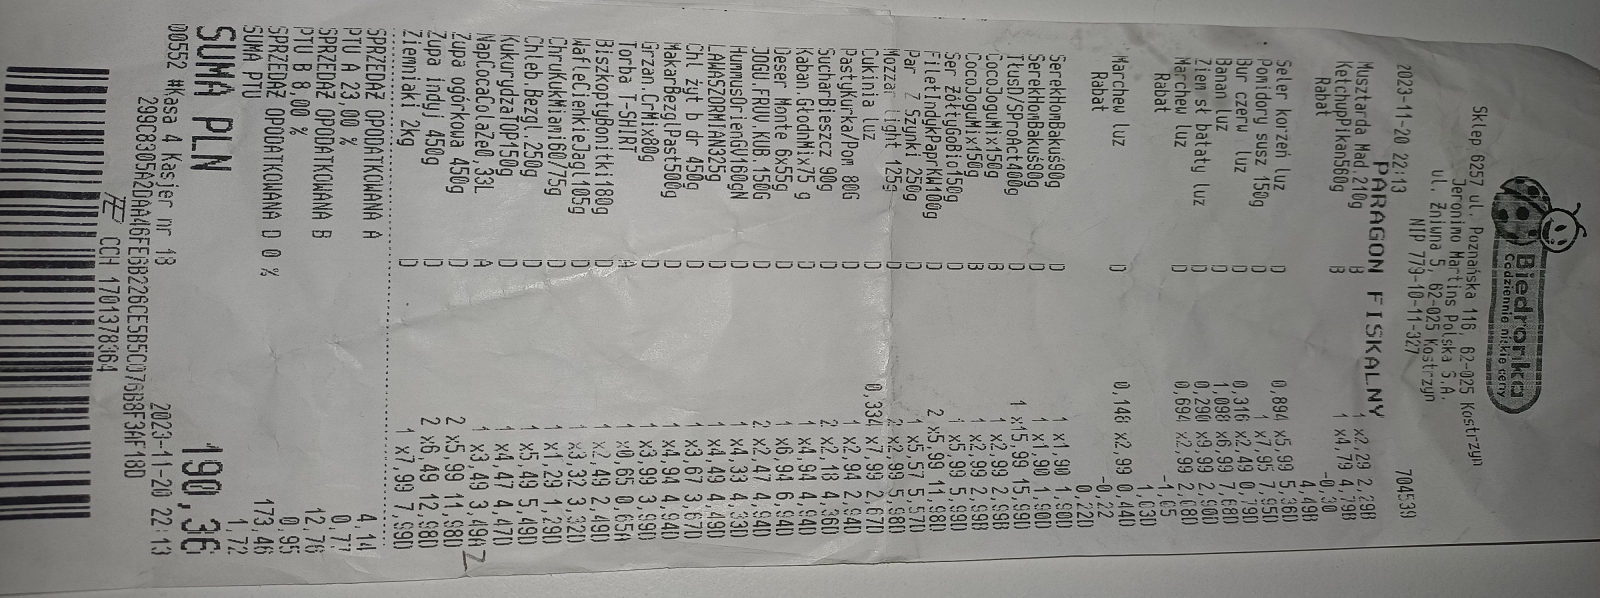 Biedronka
codziennie niskie ceny
Sklep 6257 ul. Poznańska 116, 62-025 Kostrzyn
Jeronimo Martins Polska S.A.
ul. Żniwna 5, 62-025 Kostrzyn
NIP 779-10-11-327
2023-11-20 22:13 704539
PARAGON FISKALNY
Musztarda Mad.210g B 1 x2,29 2,29B
KetchupPikan560g B 1 x4,79 4,79B
Rabat -0,30
4,49B
Seler korzeń luz D 0,894 x5,99 5,36D
Pomidory susz 150g D 1 x7,95 7,95D
Bur czerw luz D 0,316 x2,49 0,79D
Banan luz D 1,098 x6,99 7,68D
Ziem sł bataty luz D 0,290 x9,99 2,90D
Marchew luz D 0,694 x2,99 2,08D
Rabat -1,05
1,03D
Marchew luz D 0,148 x2,99 0,44D
Rabat -0,22
0,22D
SerekHomBakuś90g D 1 x1,90 1,90D
SerekHomBakuś60g D 1 x1,90 1,90D
ŁtusD/SProAct400g D 1 x15,99 15,99D
CocoJoguMix150g B 1 x2,99 2,99B
CocoJoguMix150g B 1 x2,99 2,99B
Ser żółtyGoBio150g D 1 x5,99 5,99D
FiletIndykPaprKW100g D 2 x5,99 11,98D
Par Z Szynki 250g D 1 x5,57 5,57D
Mozzar light 125g D 2 x2,99 5,98D
Cukinia luz D 0,334 x7,99 2,67D
PastyKurka/Pom 80G D 1 x2,94 2,94D
SucharBieszcz 90g D 2 x2,18 4,36D
Kaban.GłodniMix75 g D 1 x4,94 4,94D
Deser Monte 6x55g D 1 x6,94 6,94D
JOGU.FRUV.KUB.150G D 2 x2,47 4,94D
HummusOrienGV160gN D 1 x4,33 4,33D
ŁAWASZORMIAN325g D 1 x4,49 4,49D
Chl żyt b dr 450g D 1 x3,67 3,67D
MakarBezglPast500g D 1 x4,94 4,94D
Grzan.CrMix80g D 1 x3,99 3,99D
Torba T-SHIRT A 1 x0,65 0,65A
BiszkoptyBonitki180g D 1 x2,49 2,49D
WafleCienkieJagl105g D 1 x3,32 3,32D
ChruKukMiami60/75g D 1 x1,29 1,29D
Chleb.Bezgl.250g D 1 x5,49 5,49D
KukurydzaTOP150g D 1 x4,47 4,47D
NapCocaColaZe0,33L A 1 x3,49 3,49A
Zupa ogórkowa 450g D 2 x5,99 11,98D
Zupa indyj 450g D 2 x6,49 12,98D
Ziemniaki 2kg D 1 x7,99 7,99D
SPRZEDAŻ OPODATKOWANA A 4,14
PTU A 23,00 % 0,77
SPRZEDAŻ OPODATKOWANA B 12,76
PTU B 8,00 % 0,95
SPRZEDAŻ OPODATKOWANA D 0 % 173,46
SUMA PTU 1,72
SUMA PLN 190,36
00552 #Kasa 4 Kasjer nr 18 2023-11-20 22:13
299C8305A2DAA46FE6B226CE5B5C076B8F3AF18D
CCH 1701378364